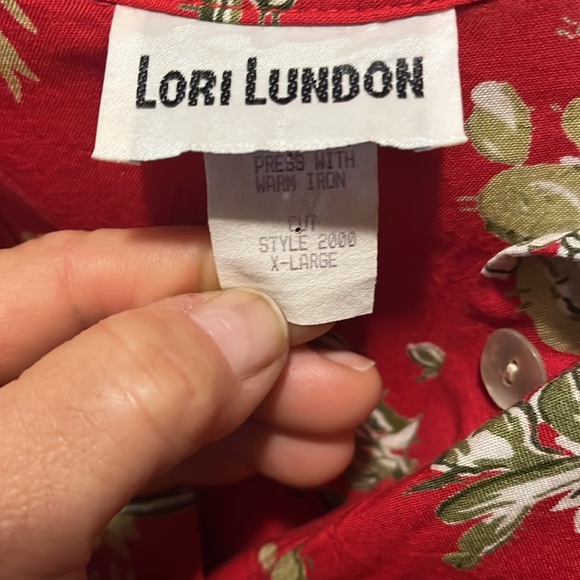 LORI LUNDON
PRESS WITH
WARM IRON
CUT
STYLE 2000
X-LARGE